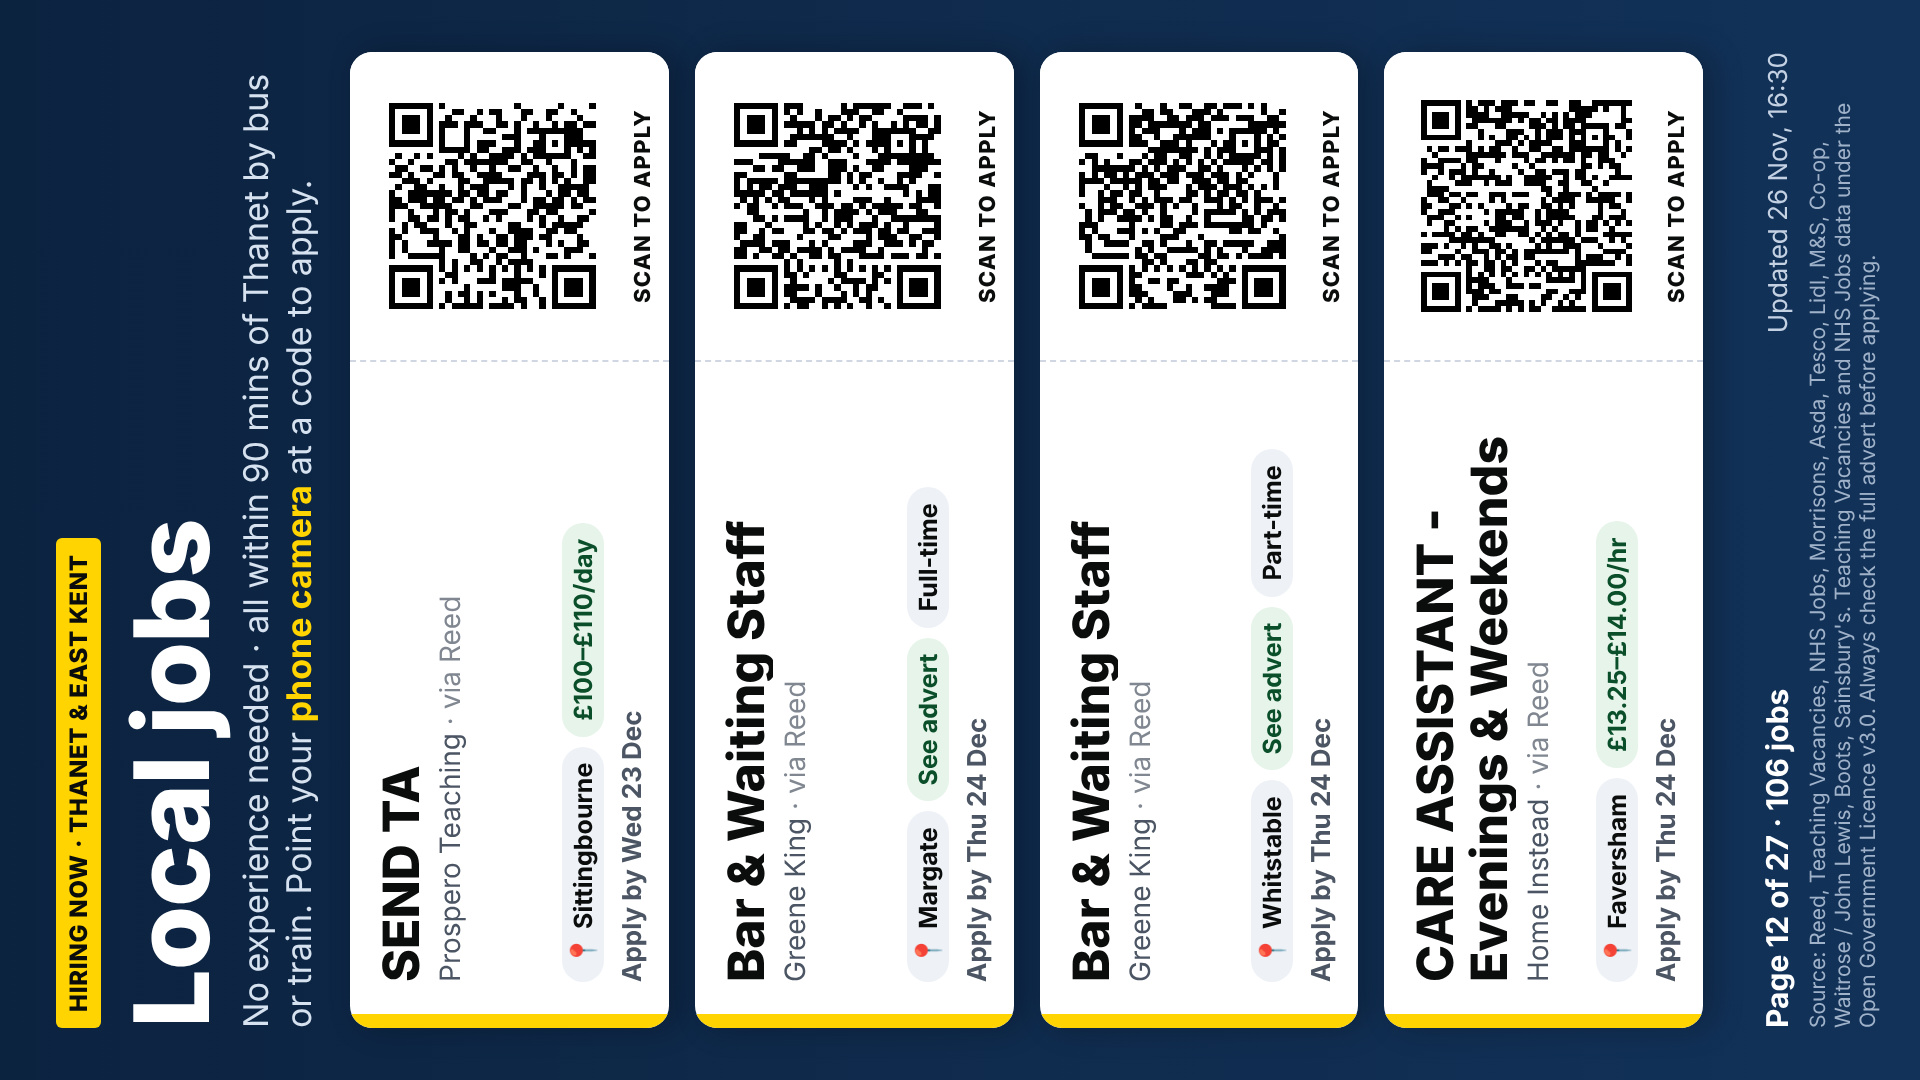 HIRING NOW · THANET & EAST KENT
Local jobs
No experience needed · all within 90 mins of Thanet by bus
or train. Point your phone camera at a code to apply.
SEND TA
Prospero Teaching · via Reed
📍 Sittingbourne £100–£110/day
Apply by Wed 23 Dec
SCAN TO APPLY
Bar & Waiting Staff
Greene King · via Reed
📍 Margate See advert Full-time
Apply by Thu 24 Dec
SCAN TO APPLY
Bar & Waiting Staff
Greene King · via Reed
📍 Whitstable See advert Part-time
Apply by Thu 24 Dec
SCAN TO APPLY
CARE ASSISTANT -
Evenings & Weekends
Home Instead · via Reed
📍 Faversham £13.25–£14.00/hr
Apply by Thu 24 Dec
SCAN TO APPLY
Page 12 of 27 · 106 jobs
Updated 26 Nov, 16:30
Source: Reed, Teaching Vacancies, NHS Jobs, Morrisons, Asda, Tesco, Lidl, M&S, Co-op,
Waitrose / John Lewis, Boots, Sainsbury's. Teaching Vacancies and NHS Jobs data under the
Open Government Licence v3.0. Always check the full advert before applying.